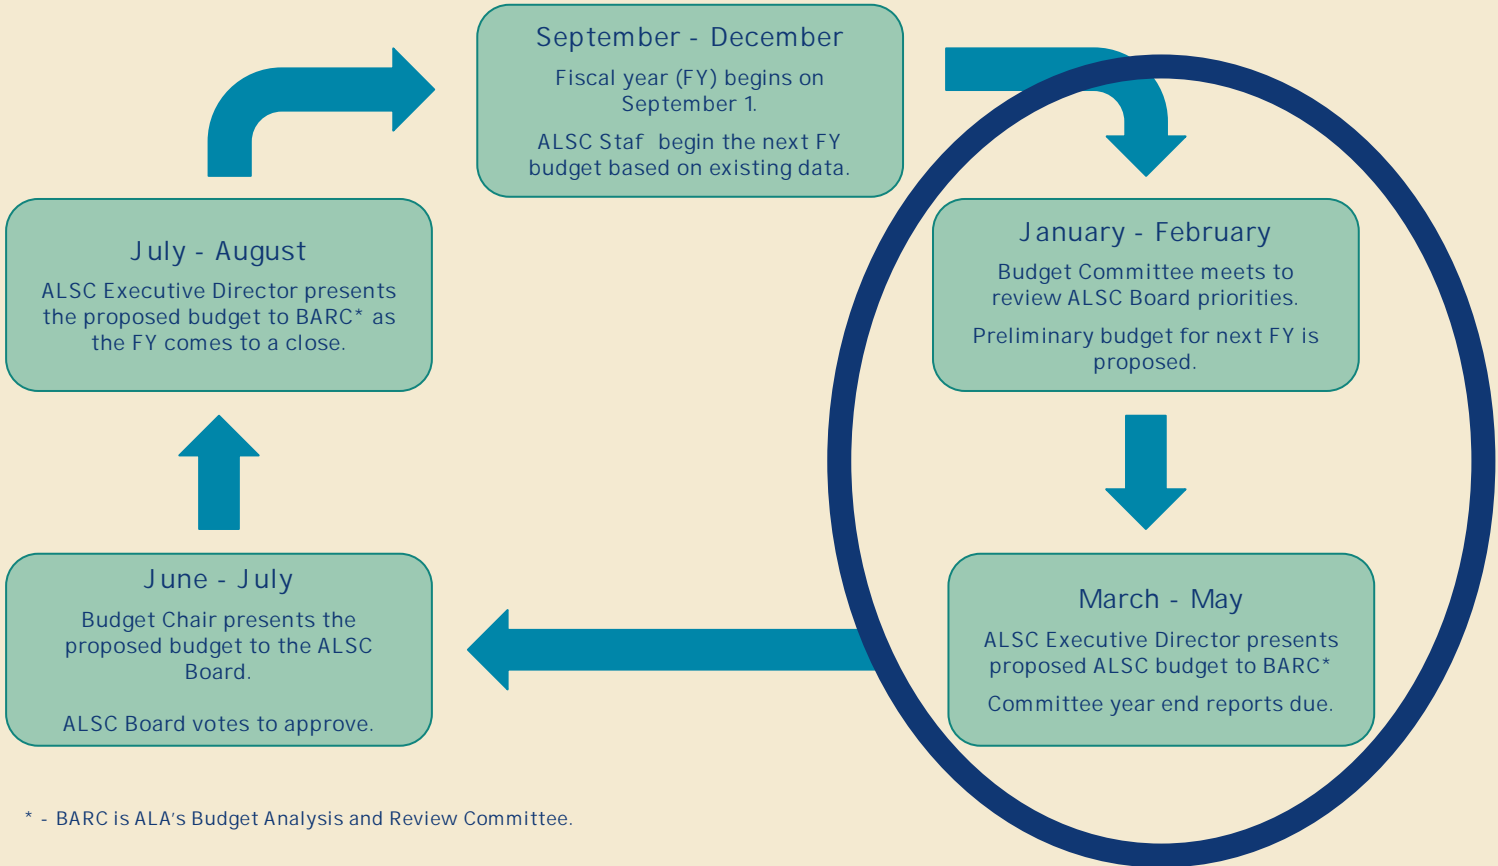 September - December
Fiscal year (FY) begins on
September 1.
ALSC Staf  begin the next FY
budget based on existing data.
January - February
Budget Committee meets to
review ALSC Board priorities.
Preliminary budget for next FY is
proposed.
March - May
ALSC Executive Director presents
proposed ALSC budget to BARC*
Committee year end reports due.
June - July
Budget Chair presents the
proposed budget to the ALSC
Board.
ALSC Board votes to approve.
July - August
ALSC Executive Director presents
the proposed budget to BARC* as
the FY comes to a close.
* - BARC is ALA's Budget Analysis and Review Committee.